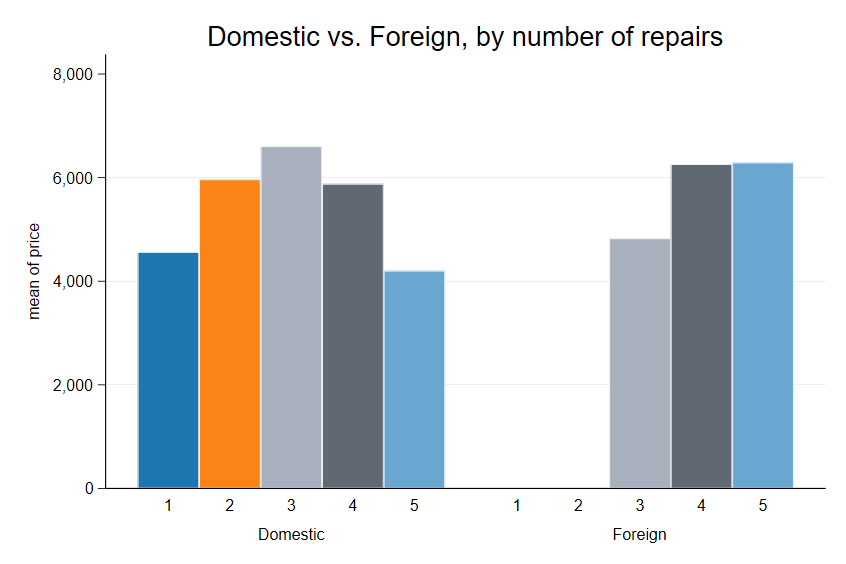 Domestic vs. Foreign, by number of repairs
8,000
6,000
4,000
2,000
0
mean of price
1 2 3 4 5 1 2 3 4 5
Domestic Foreign